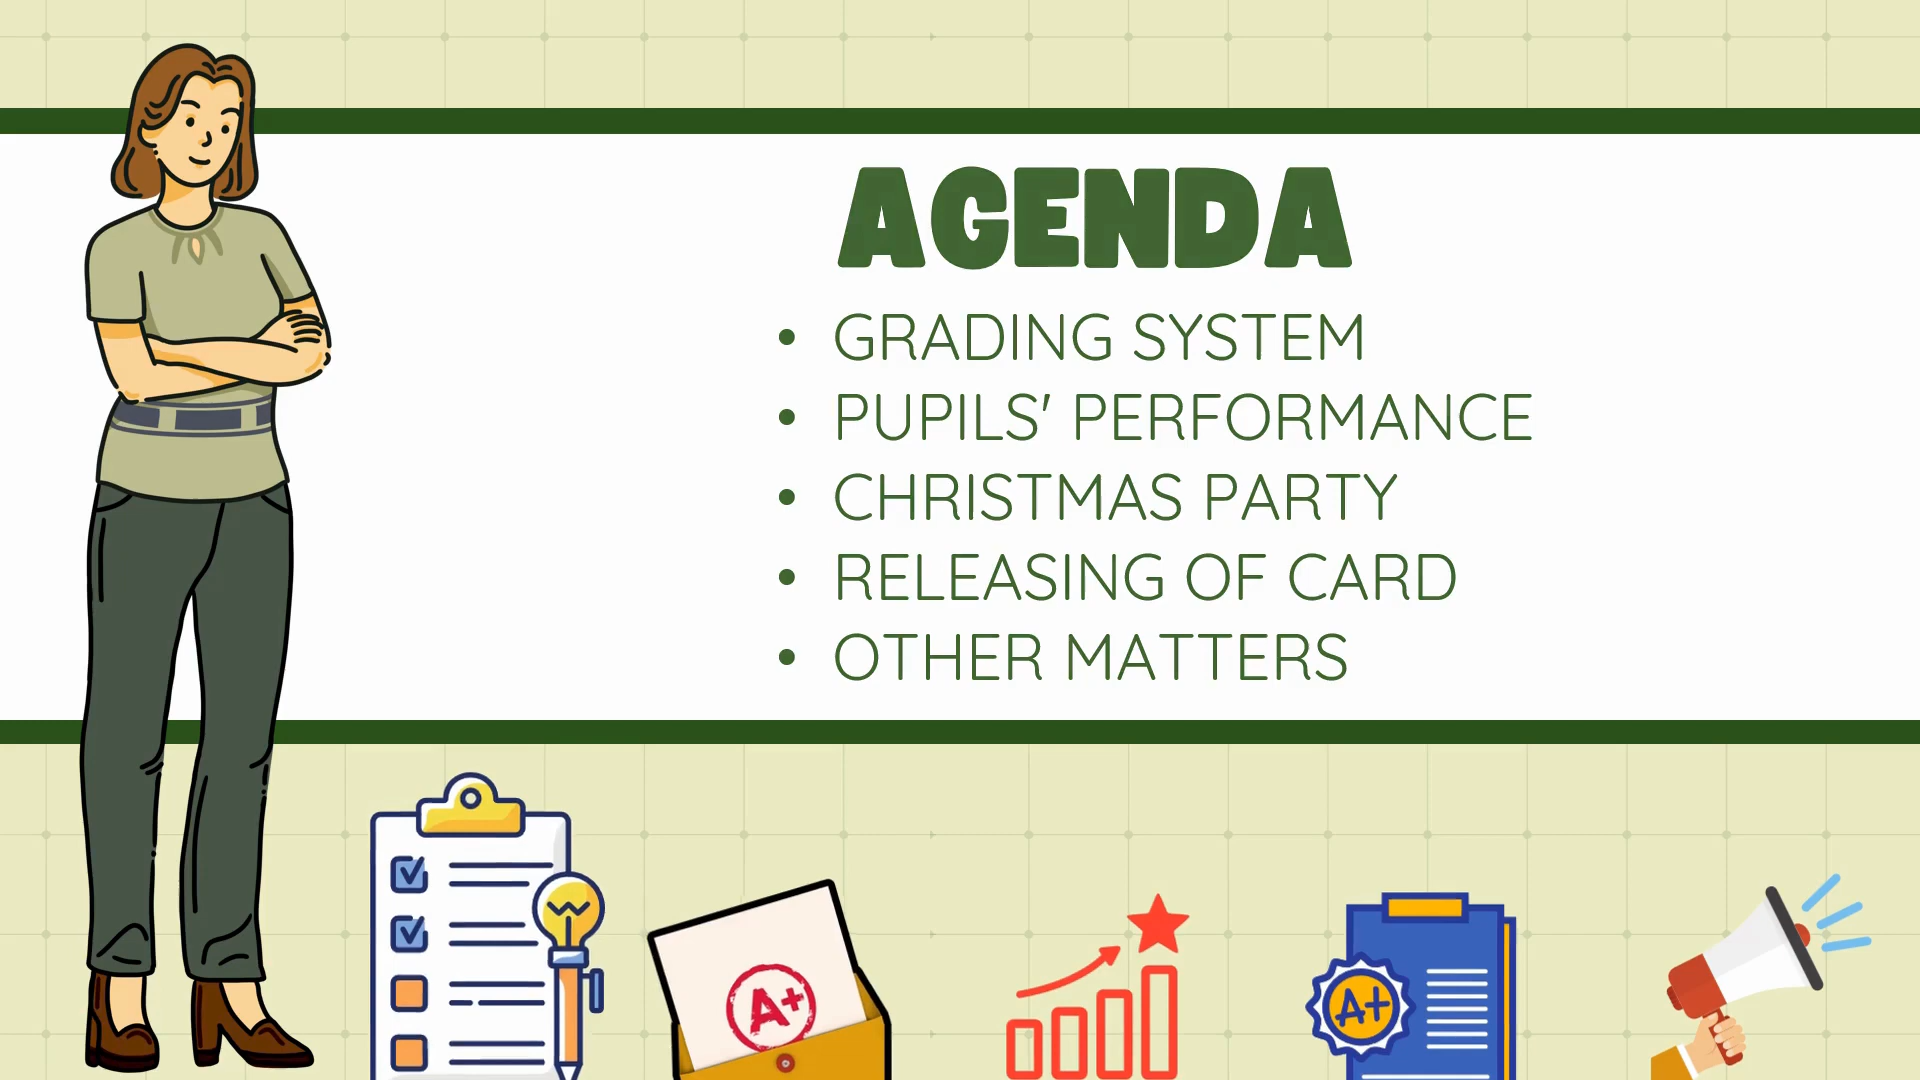 AGENDA
• GRADING SYSTEM
• PUPILS' PERFORMANCE
• CHRISTMAS PARTY
• RELEASING OF CARD
• OTHER MATTERS
A+
A+